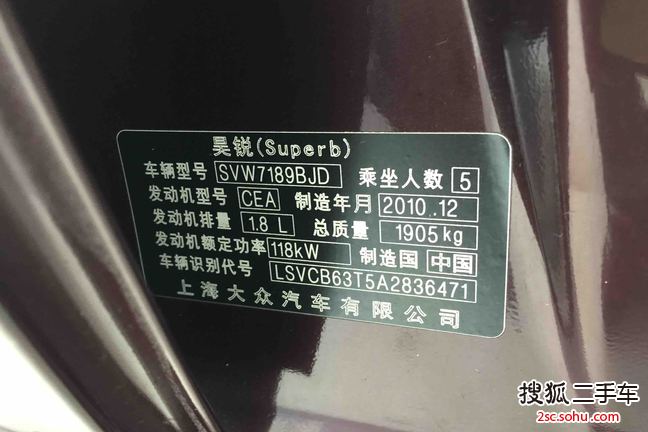 昊锐(Superb)
车辆型号 SVW7189BJD 乘坐人数 5
发动机型号 CEA 制造年月 2010..12
发动机排量 1.8 L 总质量 1905 kg
发动机额定功率 118kW 制造国 中国
车辆识别代号 LSVCB63T5A2836471
上海大众汽车有限公司
搜狐二手车
2sc.sohu.com